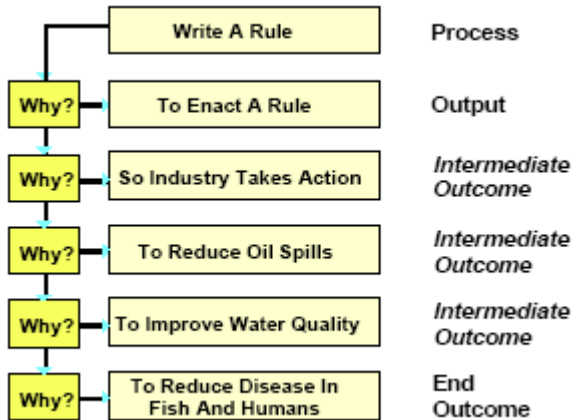 Write A Rule Process
Why? To Enact A Rule Output
Why? So Industry Takes Action Intermediate
Outcome
Why? To Reduce Oil Spills Intermediate
Outcome
Why? To Improve Water Quality Intermediate
Outcome
Why? To Reduce Disease In
Fish And Humans End
Outcome